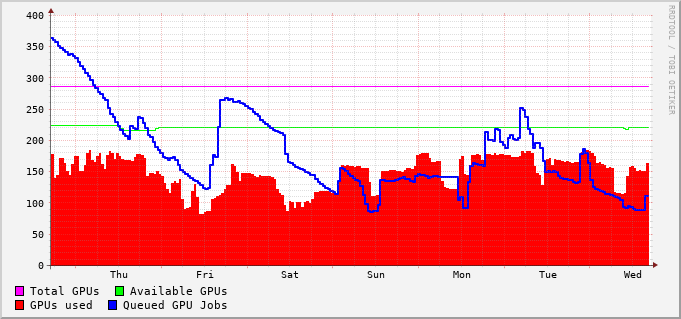 400
350
300
250
200
150
100
50
0
Thu Fri Sat Sun Mon Tue Wed
Total GPUs Available GPUs
GPUs used Queued GPU Jobs
RRDTOOL / TOBI OETIKER